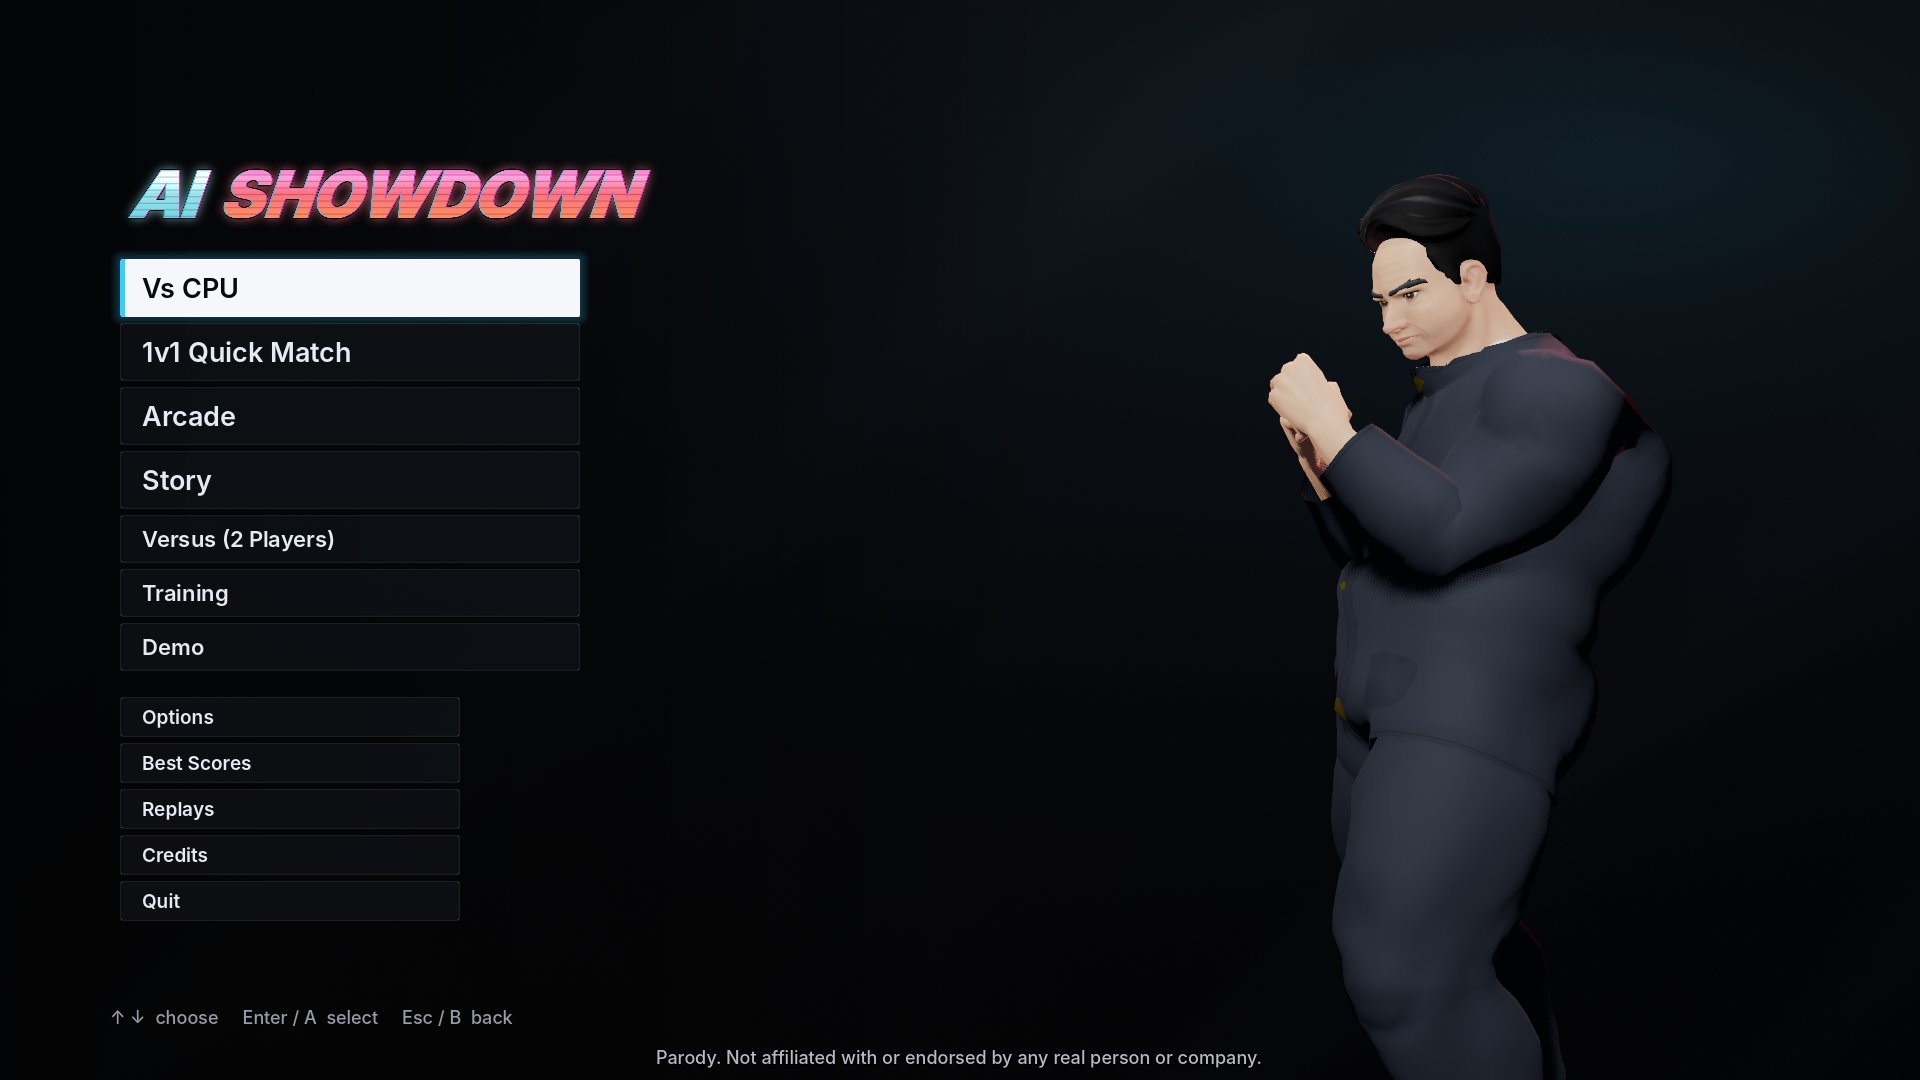 AI SHOWDOWN
Vs CPU
1v1 Quick Match
Arcade
Story
Versus (2 Players)
Training
Demo
Options
Best Scores
Replays
Credits
Quit
↑ ↓ choose Enter / A select Esc / B back
Parody. Not affiliated with or endorsed by any real person or company.